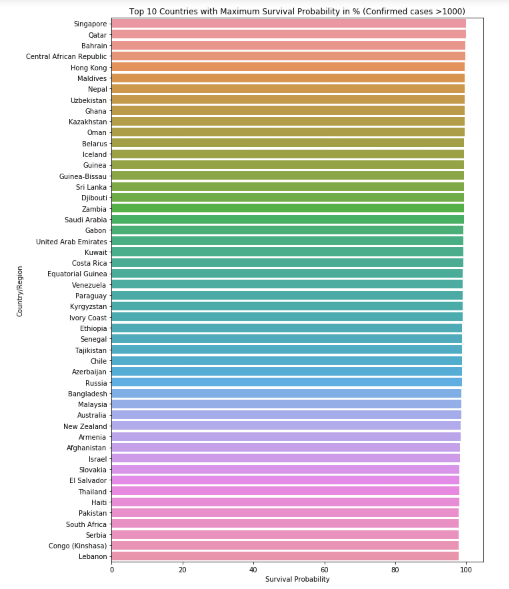 Top 10 Countries with Maximum Survival Probability in % (Confirmed cases >1000)
Singapore
Qatar
Bahrain
Central African Republic
Hong Kong
Maldives
Nepal
Uzbekistan
Ghana
Kazakhstan
Oman
Belarus
Iceland
Guinea
Guinea-Bissau
Sri Lanka
Djibouti
Zambia
Saudi Arabia
Gabon
United Arab Emirates
Kuwait
Costa Rica
Equatorial Guinea
Venezuela
Paraguay
Kyrgyzstan
Ivory Coast
Ethiopia
Senegal
Tajikistan
Chile
Azerbaijan
Russia
Bangladesh
Malaysia
Australia
New Zealand
Armenia
Afghanistan
Israel
Slovakia
El Salvador
Thailand
Haiti
Pakistan
South Africa
Serbia
Congo (Kinshasa)
Lebanon
Country/Region
0 20 40 60 80 100
Survival Probability